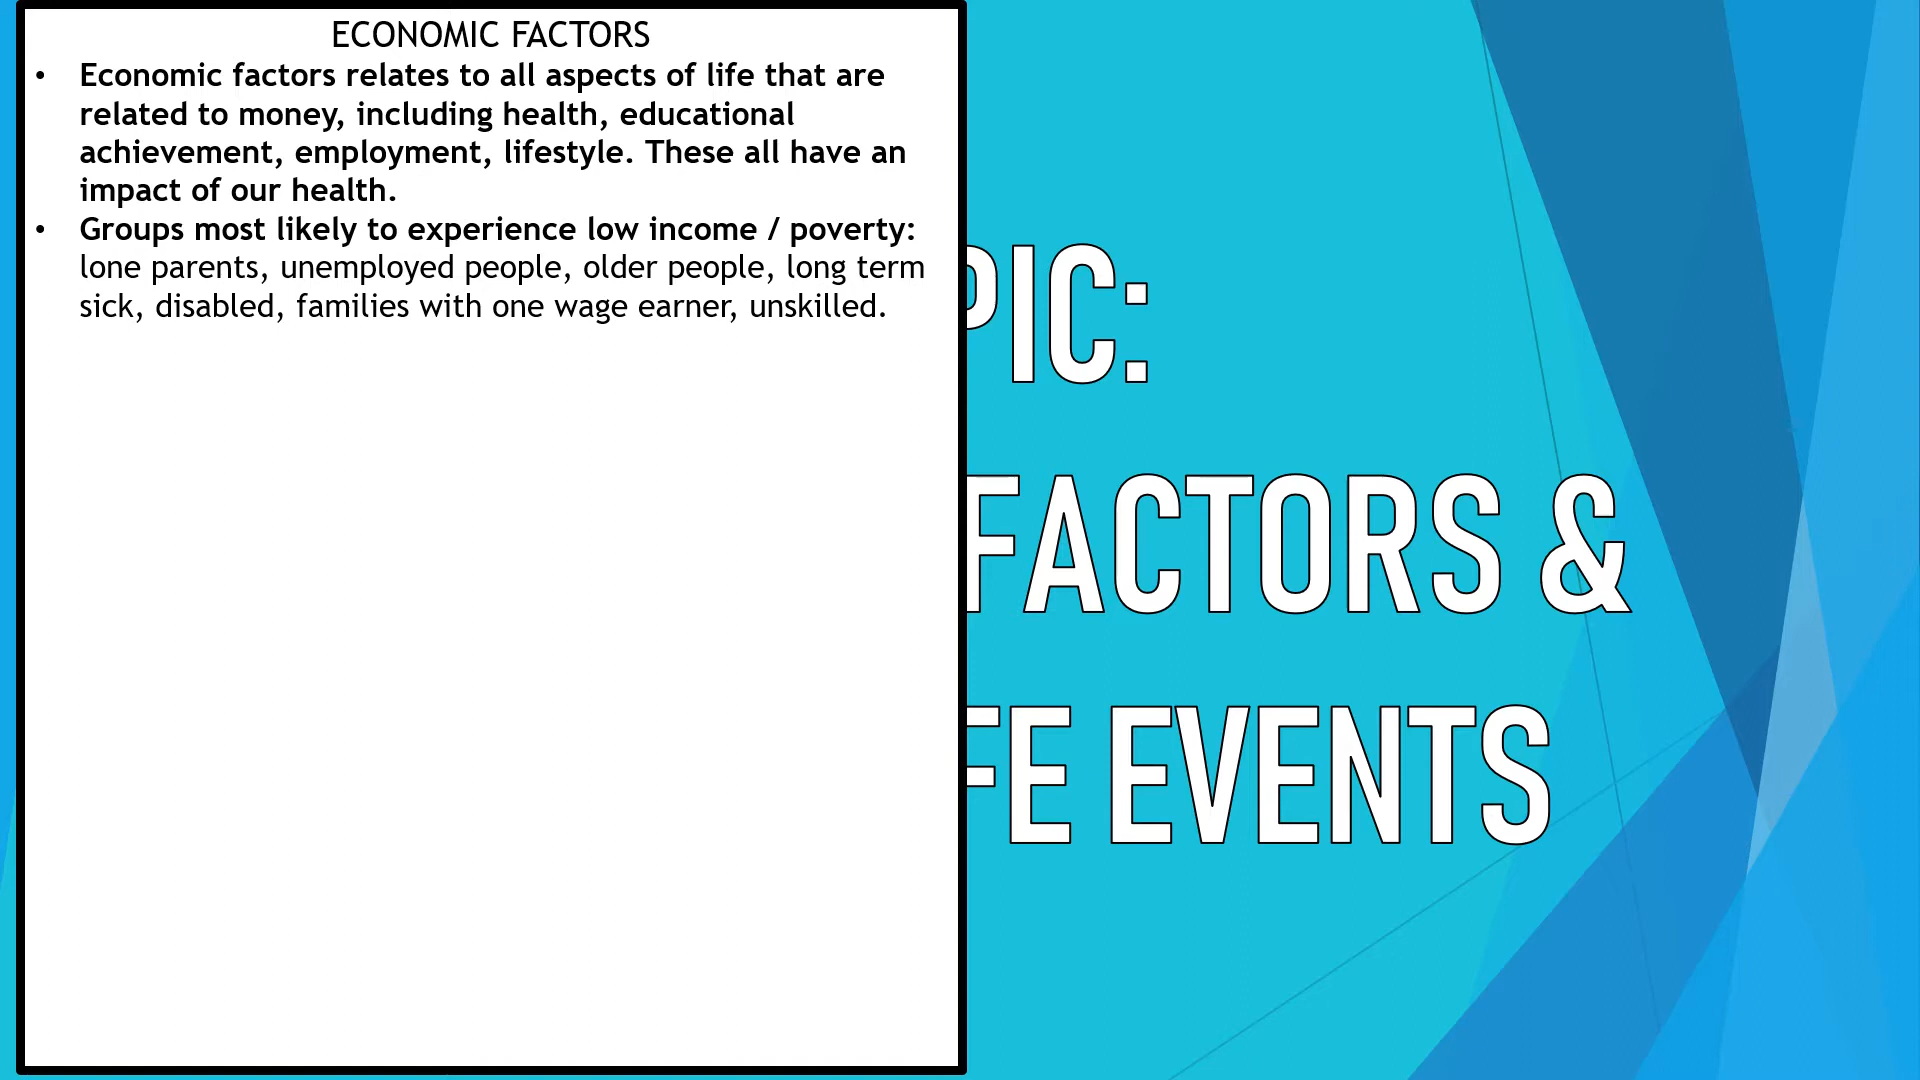 ECONOMIC FACTORS
• Economic factors relates to all aspects of life that are
related to money, including health, educational
achievement, employment, lifestyle. These all have an
impact of our health.
• Groups most likely to experience low income / poverty:
lone parents, unemployed people, older people, long term
sick, disabled, families with one wage earner, unskilled.
PIC:
FACTORS &
FE EVENTS